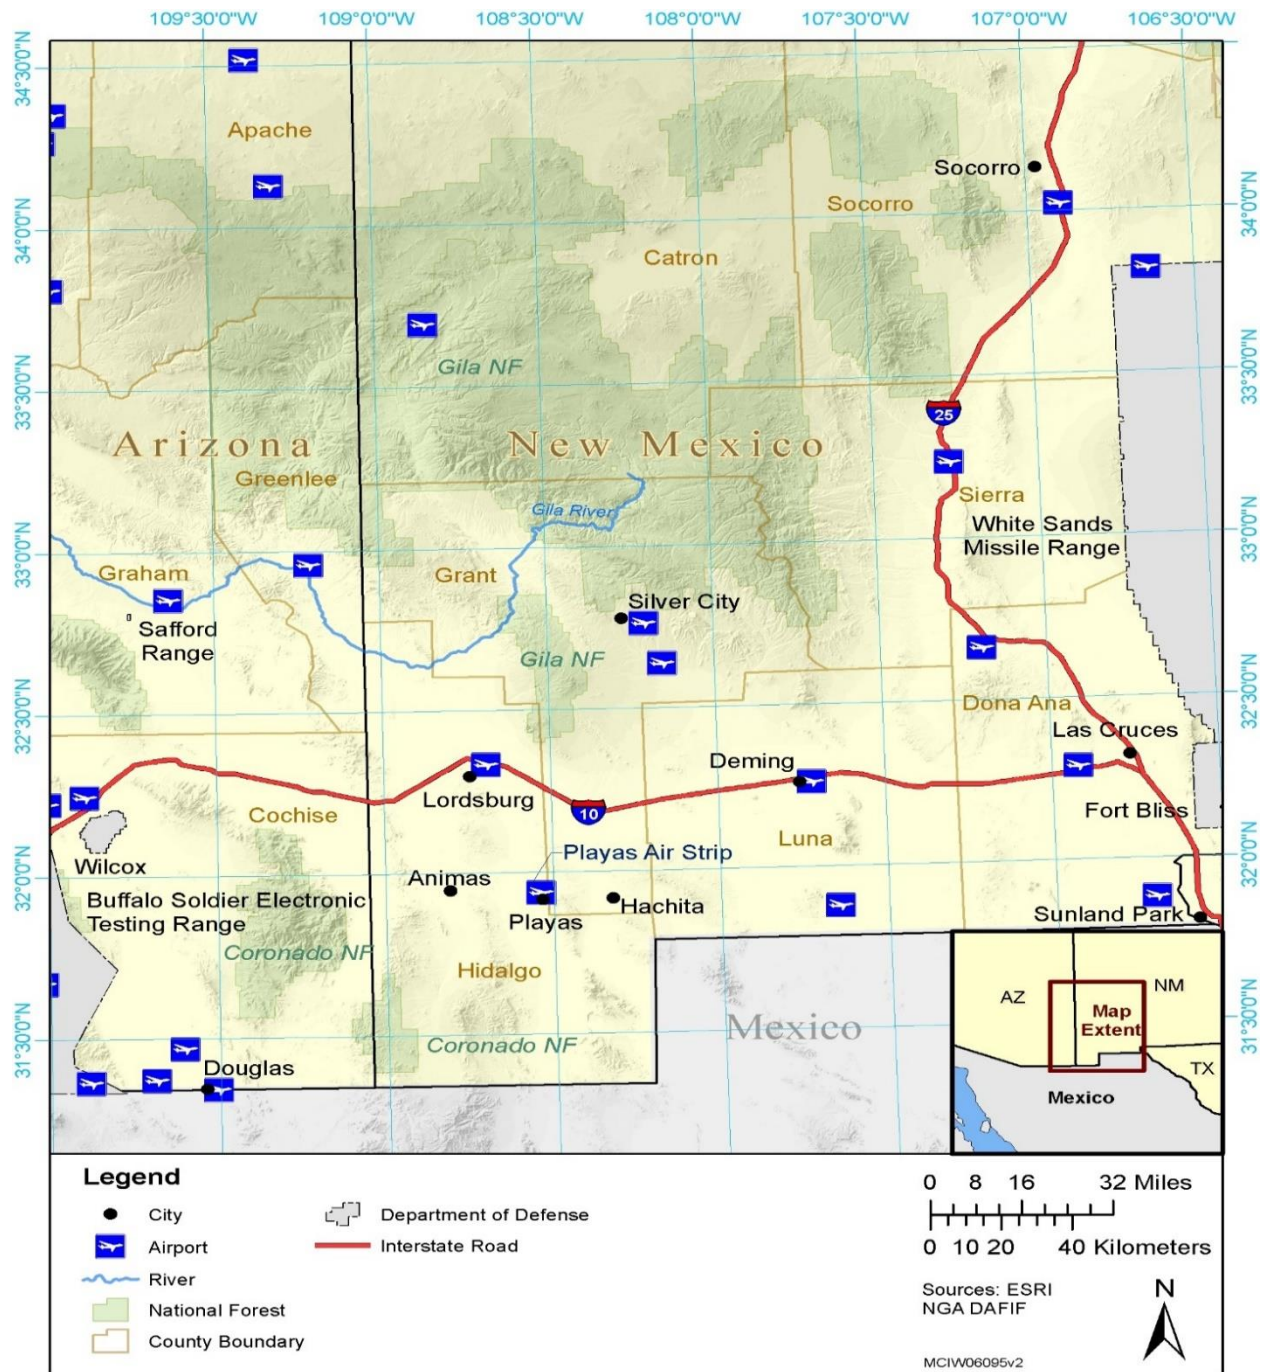 109°30'0"W 109°0'0"W 108°30'0"W 108°0'0"W 107°30'0"W 107°0'0"W 106°30'0"W
34°30'0"N
34°0'0"N
33°30'0"N
33°0'0"N
32°30'0"N
32°0'0"N
31°30'0"N
34°0'0"N
33°30'0"N
33°0'0"N
32°30'0"N
32°0'0"N
31°30'0"N
Apache
Socorro
Socorro
Catron
Gila NF
25
Arizona
New Mexico
Greenlee
Sierra
Gila River
White Sands
Missile Range
Graham
Grant
Silver City
Safford
Range
Gila NF
Dona Ana
Las Cruces
Deming
Lordsburg
10
Cochise
Fort Bliss
Luna
Playas Air Strip
Wilcox
Animas
Buffalo Soldier Electronic
Testing Range
Hachita
Playas
Sunland Park
Coronado NF
Hidalgo
Mexico
Coronado NF
Douglas
AZ
NM
Map
Extent
TX
Mexico
Legend
City
Airport
River
National Forest
County Boundary
Department of Defense
Interstate Road
0 8 16 32 Miles
0 10 20 40 Kilometers
Sources: ESRI
NGA DAFIF
N
MCIW06095v2